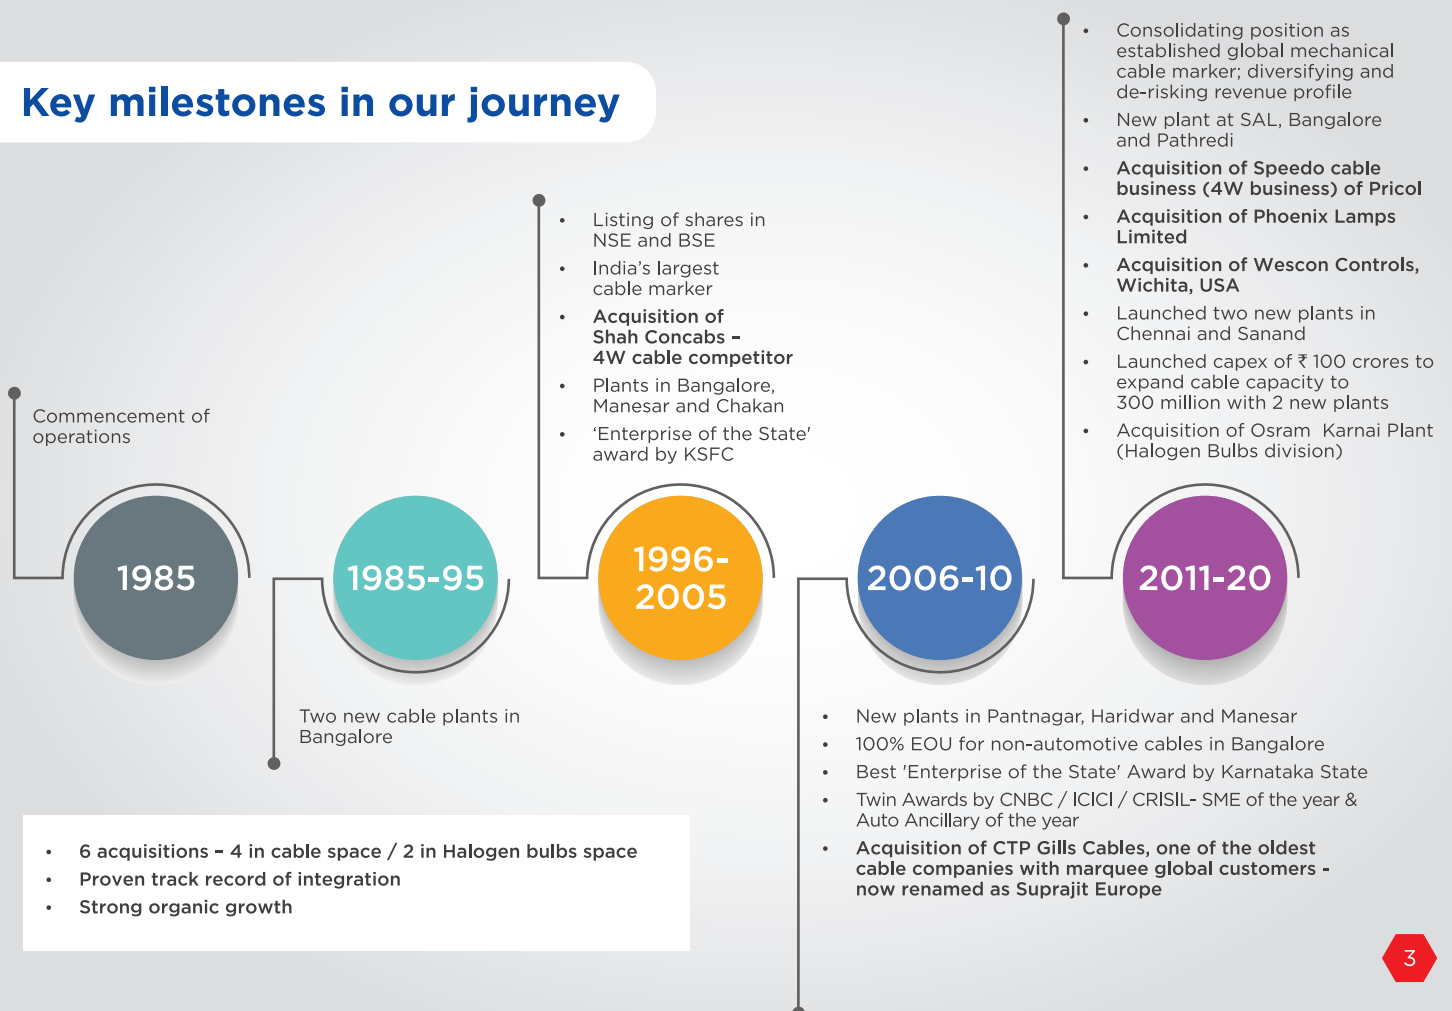 Key milestones in our journey
Commencement of
operations
1985
Two new cable plants in
Bangalore
1985-95
• Listing of shares in
NSE and BSE
• India’s largest
cable marker
• Acquisition of
Shah Concabs –
4W cable competitor
• Plants in Bangalore,
Manesar and Chakan
• ‘Enterprise of the State'
award by KSFC
1996-
2005
2006-10
• New plants in Pantnagar, Haridwar and Manesar
• 100% EOU for non-automotive cables in Bangalore
• Best 'Enterprise of the State' Award by Karnataka State
• Twin Awards by CNBC / ICICI / CRISIL- SME of the year &
Auto Ancillary of the year
• Acquisition of CTP Gills Cables, one of the oldest
cable companies with marquee global customers -
now renamed as Suprajit Europe
• Consolidating position as
established global mechanical
cable marker; diversifying and
de-risking revenue profile
• New plant at SAL, Bangalore
and Pathredi
• Acquisition of Speedo cable
business (4W business) of Pricol
• Acquisition of Phoenix Lamps
Limited
• Acquisition of Wescon Controls,
Wichita, USA
• Launched two new plants in
Chennai and Sanand
• Launched capex of ₹ 100 crores to
expand cable capacity to
300 million with 2 new plants
• Acquisition of Osram Karnai Plant
(Halogen Bulbs division)
2011-20
• 6 acquisitions – 4 in cable space / 2 in Halogen bulbs space
• Proven track record of integration
• Strong organic growth
3